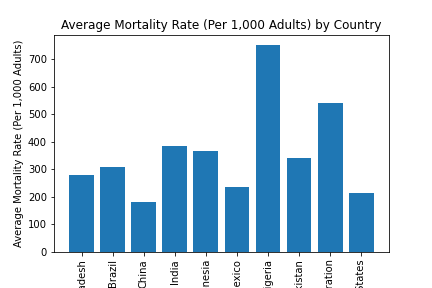 Average Mortality Rate (Per 1,000 Adults) by Country
Average Mortality Rate (Per 1,000 Adults)
700
600
500
400
300
200
100
0
adesh
Brazil
China
India
nesia
exico
igeria
kistan
ration
States